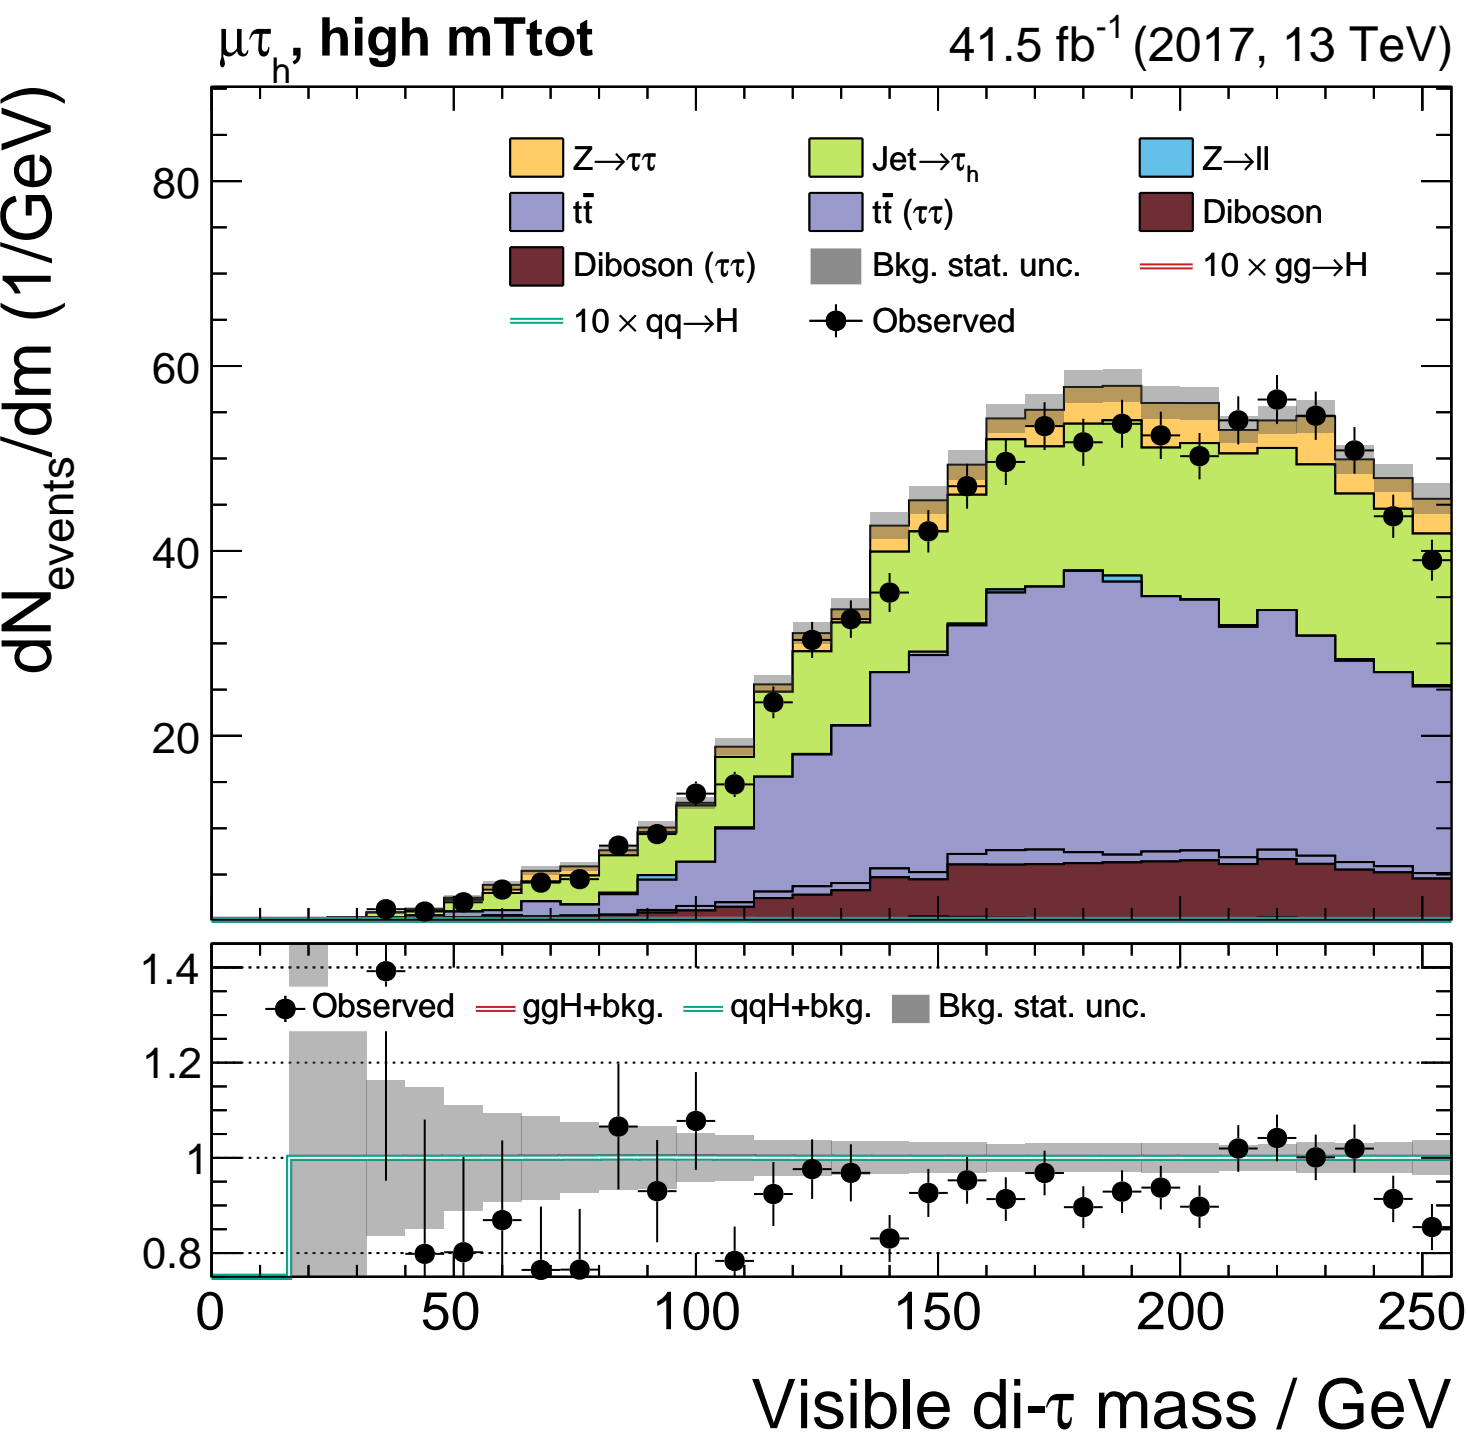 μτh, high mTtot 41.5 fb-1 (2017, 13 TeV)
dNevents/dm (1/GeV)
80
60
40
20
Z→ττ Jet→τh Z→ll
tt̄ tt̄ (ττ) Diboson
Diboson (ττ) Bkg. stat. unc. 10 × gg→H
10 × qq→H Observed
1.4
1.2
1
0.8
Observed ggH+bkg. qqH+bkg. Bkg. stat. unc.
0 50 100 150 200 250
Visible di-τ mass / GeV